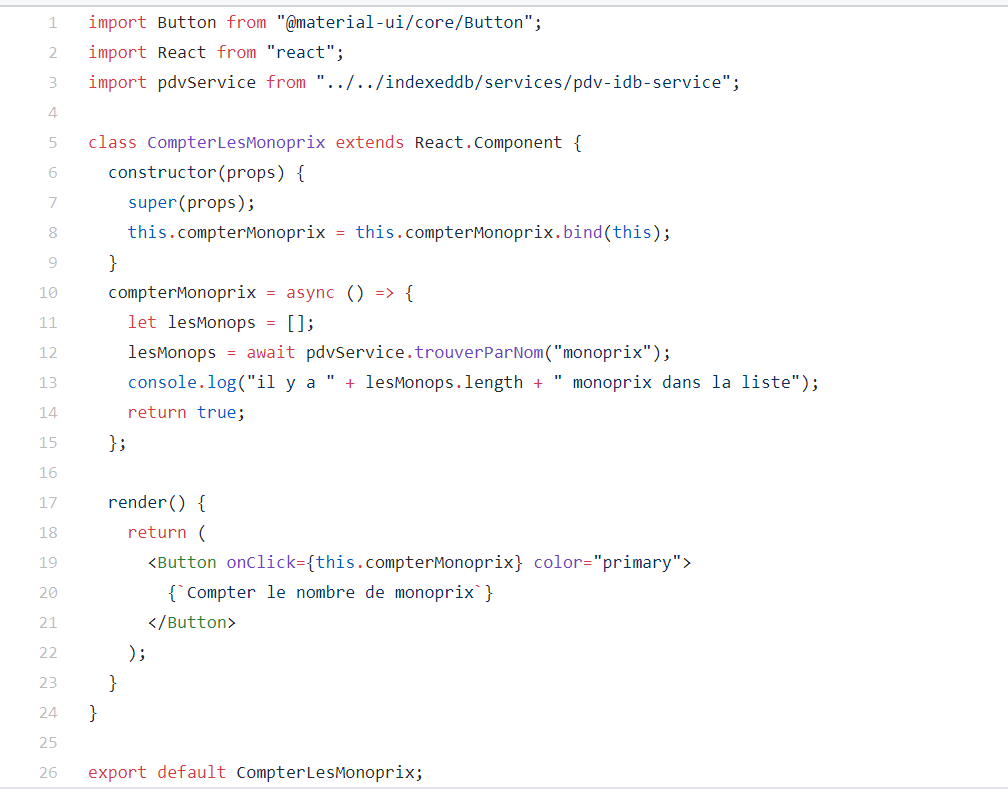 1 import Button from "@material-ui/core/Button";
2 import React from "react";
3 import pdvService from "../../indexeddb/services/pdv-idb-service";
4
5 class CompterLesMonoprix extends React.Component {
6 constructor(props) {
7 super(props);
8 this.compterMonoprix = this.compterMonoprix.bind(this);
9 }
10 compterMonoprix = async () => {
11 let lesMonops = [];
12 lesMonops = await pdvService.trouverParNom("monoprix");
13 console.log("il y a " + lesMonops.length + " monoprix dans la liste");
14 return true;
15 };
16
17 render() {
18 return (
19 <Button onClick={this.compterMonoprix} color="primary">
20 {`Compter le nombre de monoprix`}
21 </Button>
22 );
23 }
24 }
25
26 export default CompterLesMonoprix;